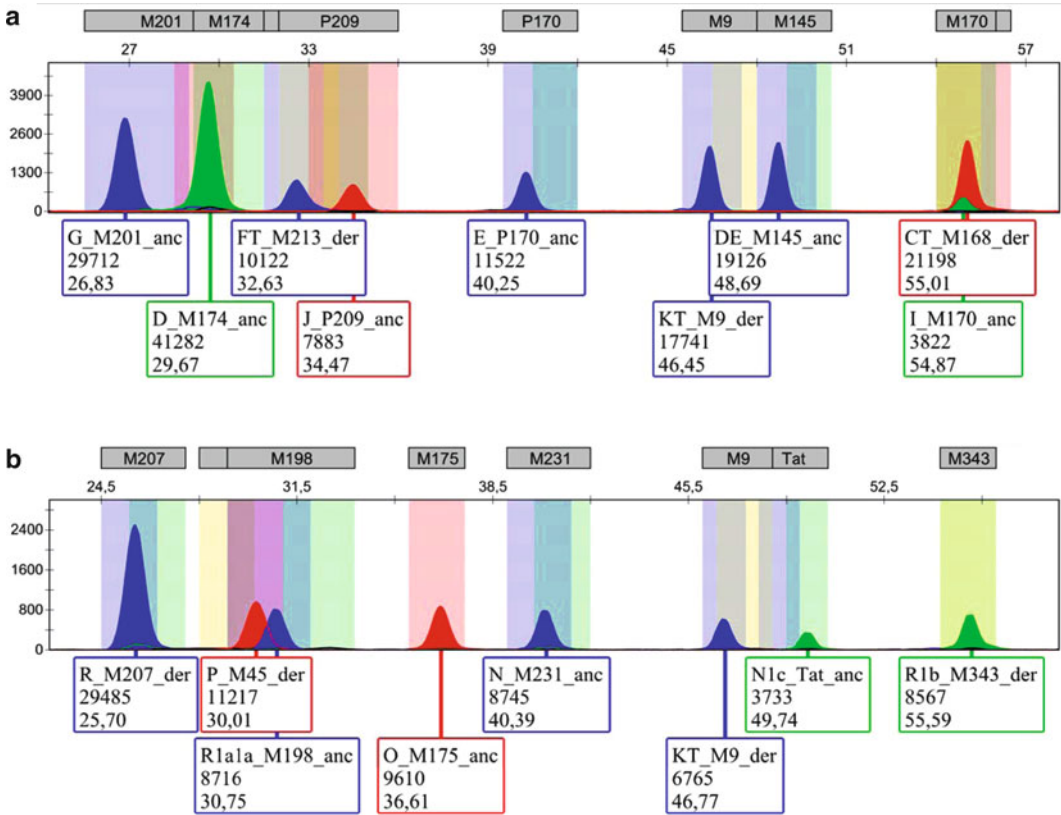 a
M201 M174 P209 P170 M9 M145 M170
27 33 39 45 51 57
3900
2600
1300
0
G_M201_anc
29712
26,83
FT_M213_der
10122
32,63
E_P170_anc
11522
40,25
DE_M145_anc
19126
48,69
CT_M168_der
21198
55,01
D_M174_anc
41282
29,67
J_P209_anc
7883
34,47
KT_M9_der
17741
46,45
I_M170_anc
3822
54,87
b
M207 M198 M175 M231 M9 Tat M343
24,5 31,5 38,5 45,5 52,5
2400
1600
800
0
R_M207_der
29485
25,70
P_M45_der
11217
30,01
N_M231_anc
8745
40,39
N1c_Tat_anc
3733
49,74
R1b_M343_der
8567
55,59
R1a1a_M198_anc
8716
30,75
O_M175_anc
9610
36,61
KT_M9_der
6765
46,77